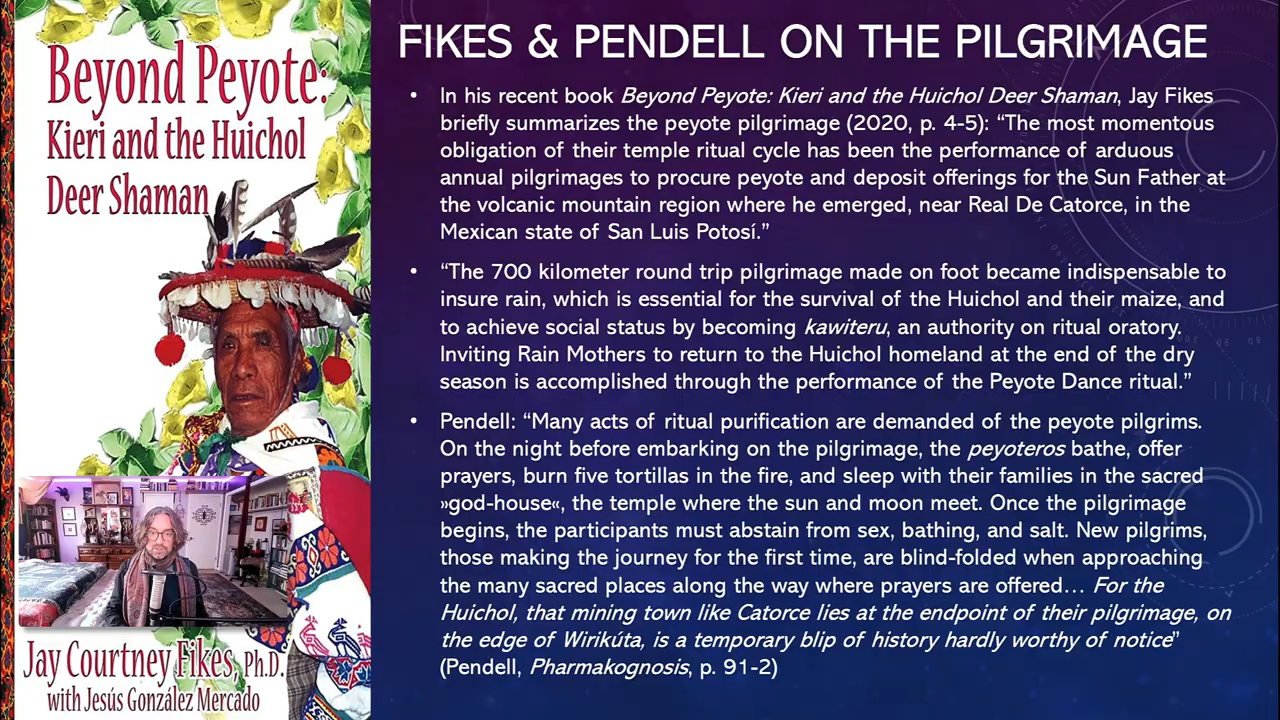 Beyond Peyote:
Kieri and the Huichol
Deer Shaman
Jay Courtney Fikes, Ph.D.
with Jesús González Mercado
FIKES & PENDELL ON THE PILGRIMAGE
• In his recent book Beyond Peyote: Kieri and the Huichol Deer Shaman, Jay Fikes
briefly summarizes the peyote pilgrimage (2020, p. 4-5): “The most momentous
obligation of their temple ritual cycle has been the performance of arduous
annual pilgrimages to procure peyote and deposit offerings for the Sun Father at
the volcanic mountain region where he emerged, near Real De Catorce, in the
Mexican state of San Luis Potosí.”
• “The 700 kilometer round trip pilgrimage made on foot became indispensable to
insure rain, which is essential for the survival of the Huichol and their maize, and
to achieve social status by becoming kawiteru, an authority on ritual oratory.
Inviting Rain Mothers to return to the Huichol homeland at the end of the dry
season is accomplished through the performance of the Peyote Dance ritual.”
• Pendell: “Many acts of ritual purification are demanded of the peyote pilgrims.
On the night before embarking on the pilgrimage, the peyoteros bathe, offer
prayers, burn five tortillas in the fire, and sleep with their families in the sacred
»god-house«, the temple where the sun and moon meet. Once the pilgrimage
begins, the participants must abstain from sex, bathing, and salt. New pilgrims,
those making the journey for the first time, are blind-folded when approaching
the many sacred places along the way where prayers are offered… For the
Huichol, that mining town like Catorce lies at the endpoint of their pilgrimage, on
the edge of Wirikúta, is a temporary blip of history hardly worthy of notice”
(Pendell, Pharmakognosis, p. 91-2)